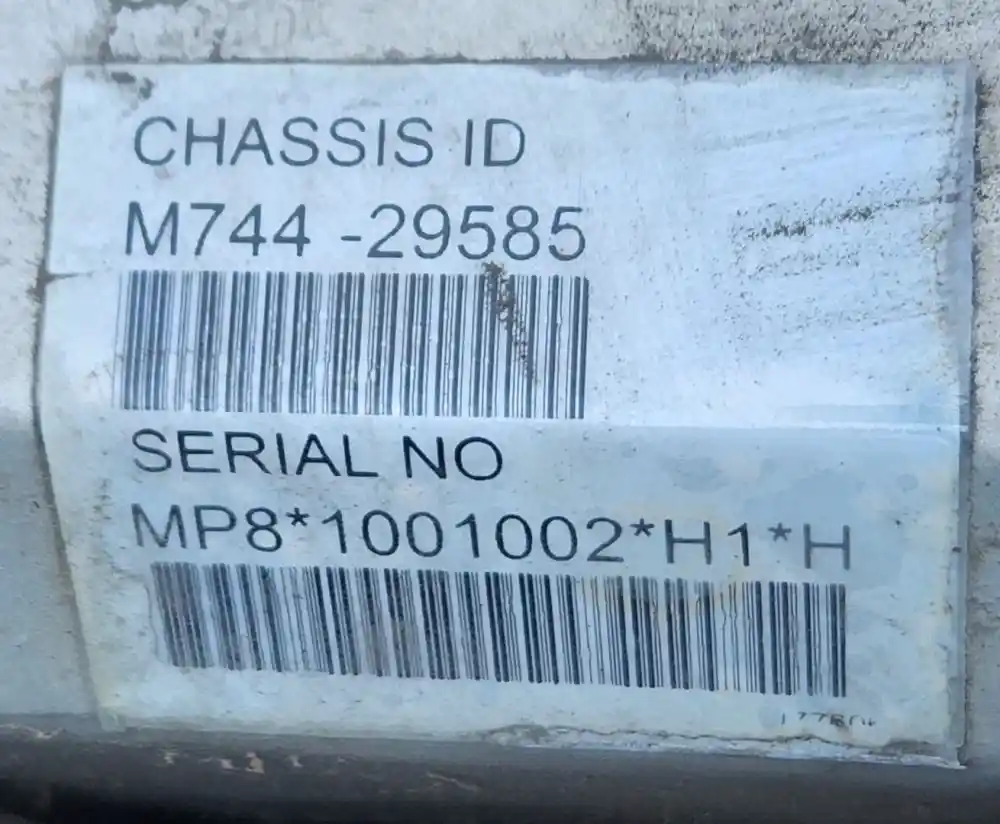 CHASSIS ID
M744 -29585
SERIAL NO
MP8*1001002*H1*H